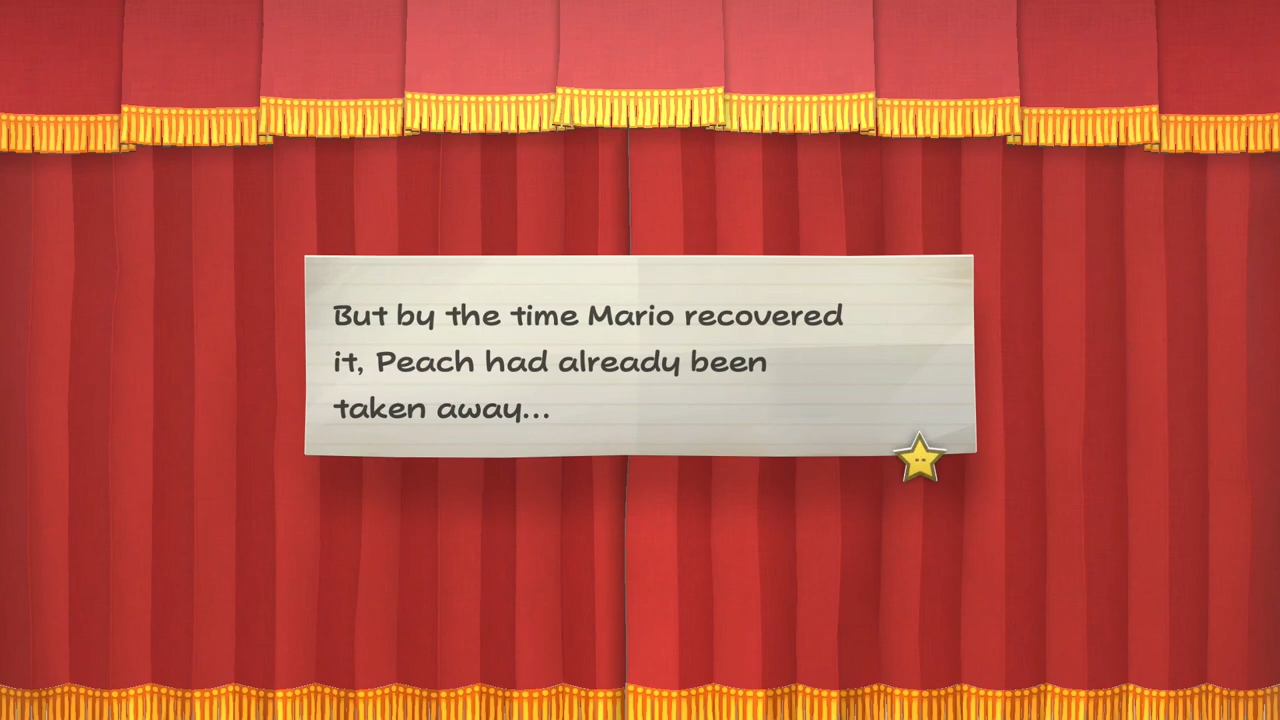 But by the time Mario recovered
it, Peach had already been
taken away...